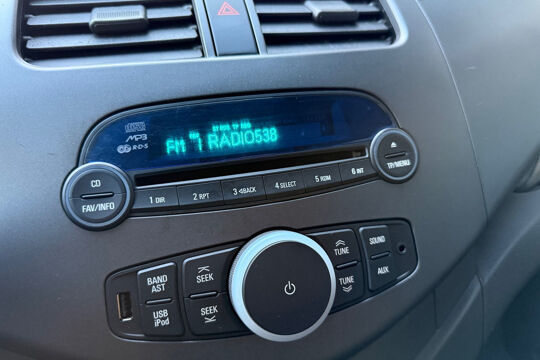 MP3
R·D·S
FM 1 RADIO538
CD
FAV/INFO
1 DIR
2 RPT
3 ◁BACK
4 SELECT
5 RDM
6 INT
TP/MENU
BAND
AST
USB
iPod
SEEK
SEEK
TUNE
TUNE
SOUND
AUX